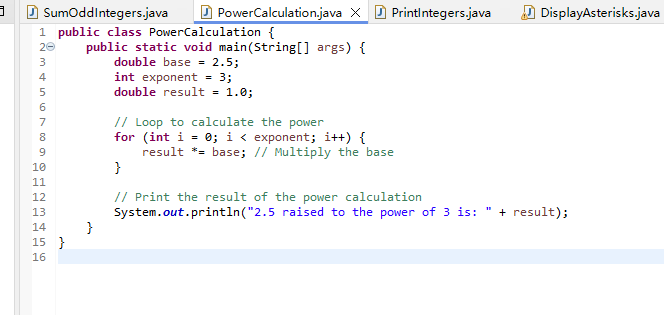 SumOddIntegers.java PowerCalculation.java PrintIntegers.java DisplayAsterisks.java
1 public class PowerCalculation {
2 public static void main(String[] args) {
3 double base = 2.5;
4 int exponent = 3;
5 double result = 1.0;
6
7 // Loop to calculate the power
8 for (int i = 0; i < exponent; i++) {
9 result *= base; // Multiply the base
10 }
11
12 // Print the result of the power calculation
13 System.out.println("2.5 raised to the power of 3 is: " + result);
14 }
15 }
16